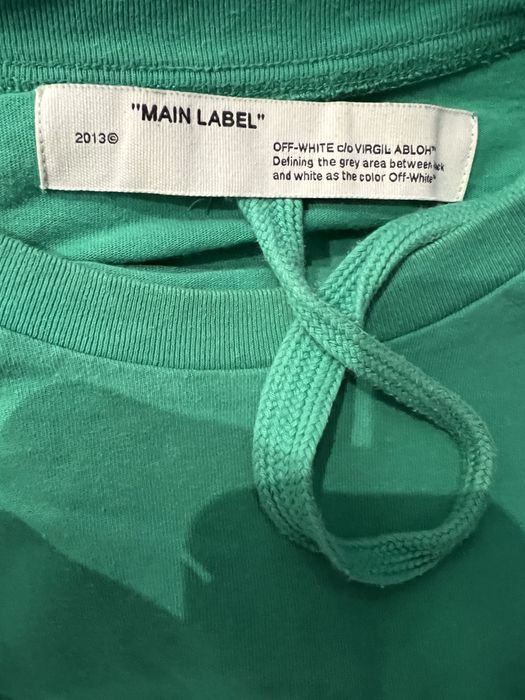 "MAIN LABEL"
2013©
OFF-WHITE c/o VIRGIL ABLOH™
Defining the grey area between
and white as the color Off-White™